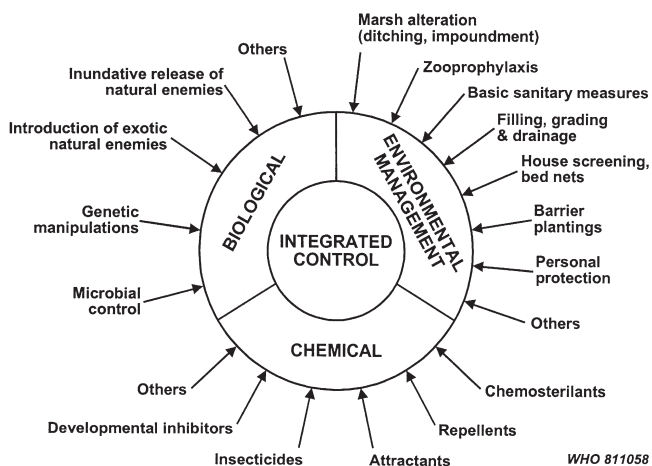 Marsh alteration
(ditching, impoundment)
Others
Zooprophylaxis
Inundative release of
natural enemies
Basic sanitary measures
Filling, grading
& drainage
Introduction of exotic
natural enemies
House screening,
bed nets
BIOLOGICAL
ENVIRONMENTAL
MANAGEMENT
Genetic
manipulations
Barrier
plantings
INTEGRATED
CONTROL
Personal
protection
Microbial
control
Others
CHEMICAL
Others
Chemosterilants
Developmental inhibitors
Repellents
Insecticides
Attractants
WHO 811058